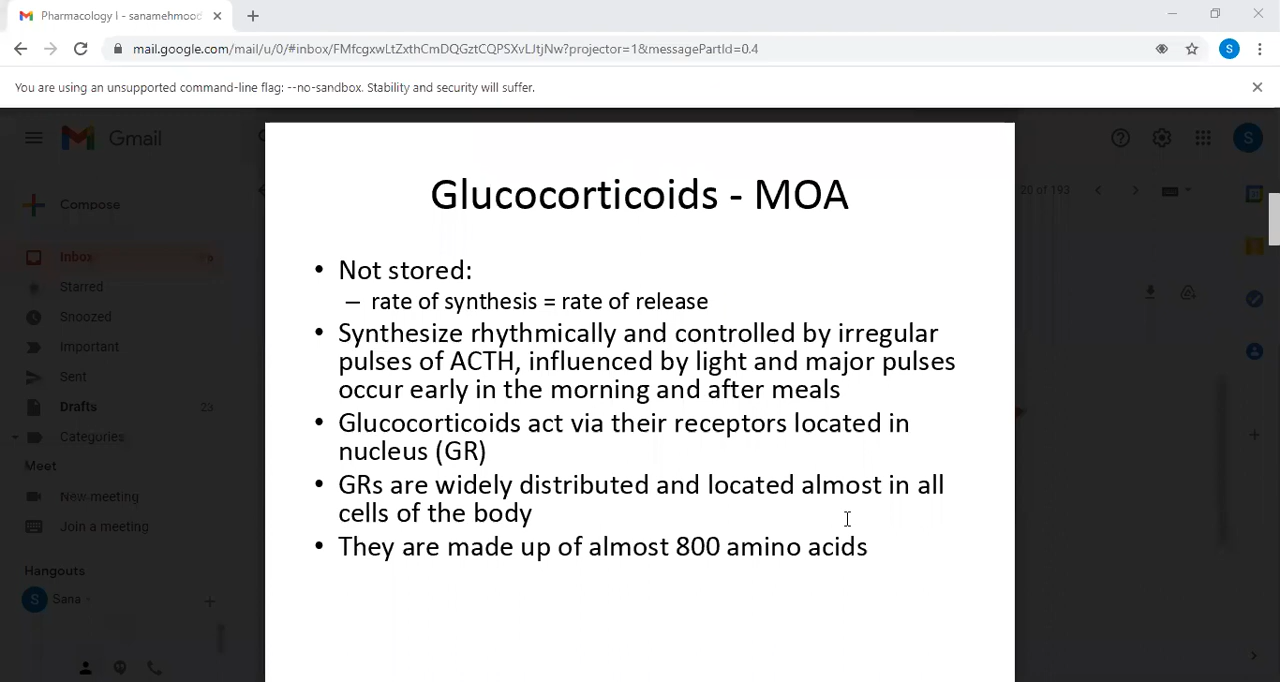 Pharmacology I - sanamehmood
mail.google.com/mail/u/0/#inbox/FMfcgxwLtZxthCmDQGztCQPSXvLJtjNw?projector=1&messagePartId=0.4
S
You are using an unsupported command-line flag: --no-sandbox. Stability and security will suffer.
Gmail
S
Compose
20 of 193
Inbox
Starred
Snoozed
Important
Sent
Drafts 23
Categories
Meet
New meeting
Join a meeting
Hangouts
S Sana
Glucocorticoids - MOA
• Not stored:
– rate of synthesis = rate of release
• Synthesize rhythmically and controlled by irregular
pulses of ACTH, influenced by light and major pulses
occur early in the morning and after meals
• Glucocorticoids act via their receptors located in
nucleus (GR)
• GRs are widely distributed and located almost in all
cells of the body
• They are made up of almost 800 amino acids